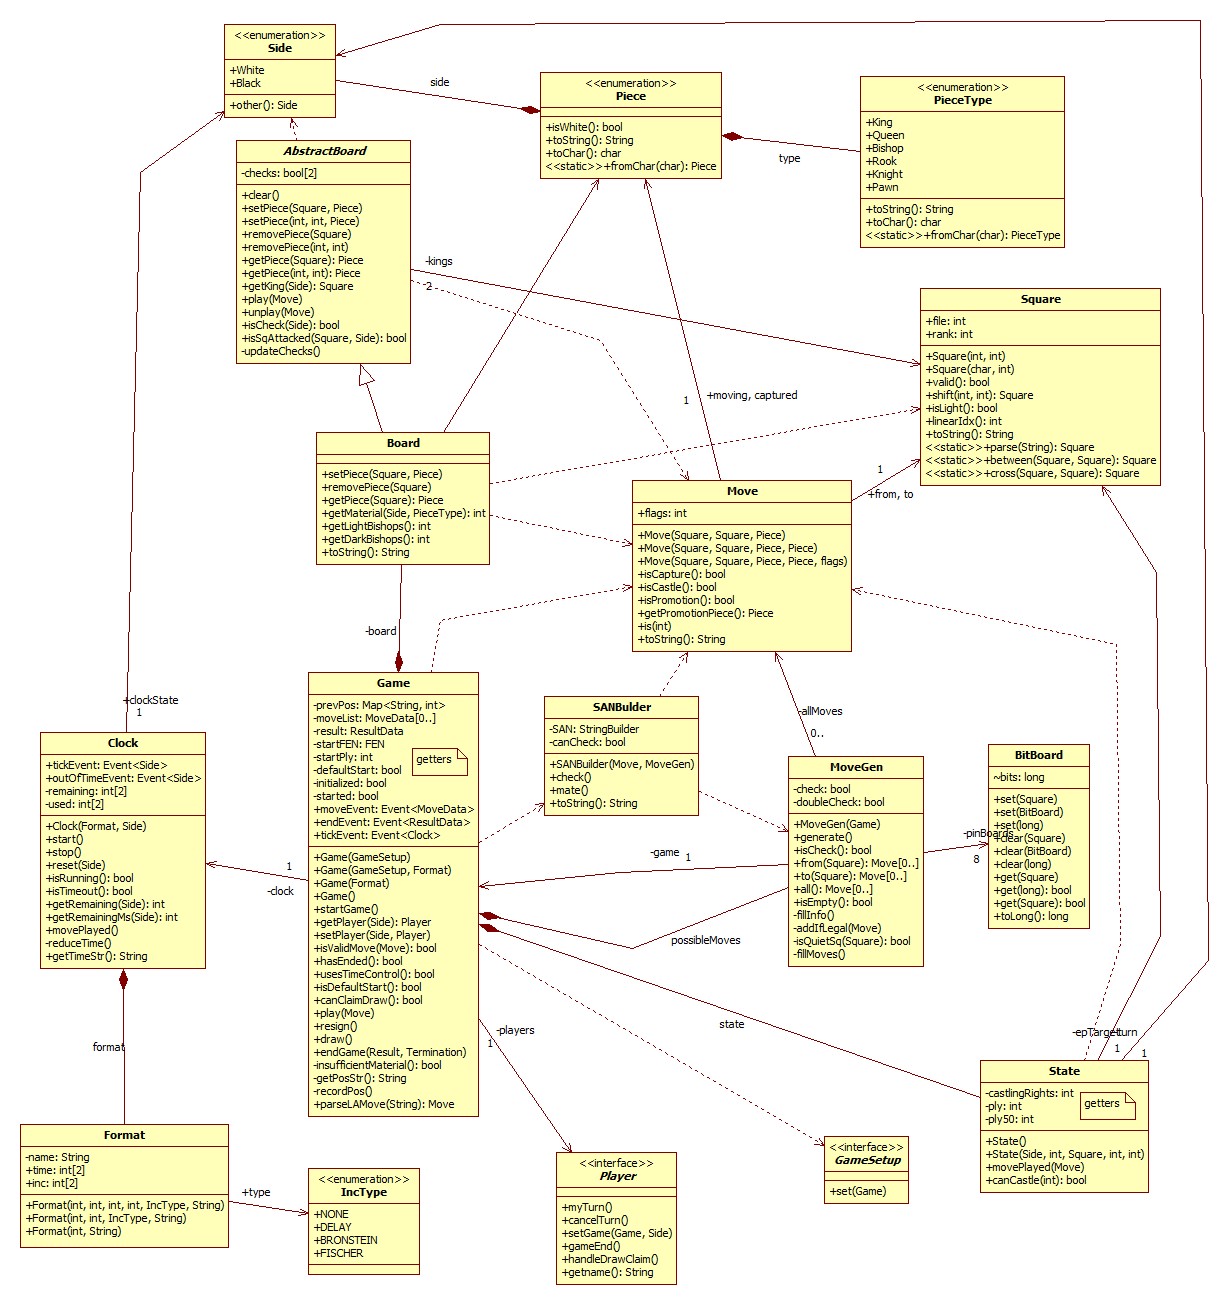 <<enumeration>>
Side
+White
+Black
+other(): Side
side
<<enumeration>>
Piece
+isWhite(): bool
+toString(): String
+toChar(): char
<<static>>+fromChar(char): Piece
type
<<enumeration>>
PieceType
+King
+Queen
+Bishop
+Rook
+Knight
+Pawn
+toString(): String
+toChar(): char
<<static>>+fromChar(char): PieceType
AbstractBoard
-checks: bool[2]
+clear()
+setPiece(Square, Piece)
+setPiece(int, int, Piece)
+removePiece(Square)
+removePiece(int, int)
+getPiece(Square): Piece
+getPiece(int, int): Piece
+getKing(Side): Square
+play(Move)
+unplay(Move)
+isCheck(Side): bool
+isSqAttacked(Square, Side): bool
-updateChecks()
-kings
2
Square
+file: int
+rank: int
+Square(int, int)
+Square(char, int)
+valid(): bool
+shift(int, int): Square
+isLight(): bool
+linearIdx(): int
+toString(): String
<<static>>+parse(String): Square
<<static>>+between(Square, Square): Square
<<static>>+cross(Square, Square): Square
+moving, captured
1
Board
+setPiece(Square, Piece)
+removePiece(Square)
+getPiece(Square): Piece
+getMaterial(Side, PieceType): int
+getLightBishops(): int
+getDarkBishops(): int
+toString(): String
Move
+flags: int
+Move(Square, Square, Piece)
+Move(Square, Square, Piece, Piece)
+Move(Square, Square, Piece, Piece, flags)
+isCapture(): bool
+isCastle(): bool
+isPromotion(): bool
+getPromotionPiece(): Piece
+is(int)
+toString(): String
1
+from, to
-board
+clockState
1
Game
-prevPos: Map<String, int>
-moveList: MoveData[0..]
-result: ResultData
-startFEN: FEN
-startPly: int
-defaultStart: bool
-initialized: bool
-started: bool
+moveEvent: Event<MoveData>
+endEvent: Event<ResultData>
+tickEvent: Event<Clock>
getters
+Game(GameSetup)
+Game(GameSetup, Format)
+Game(Format)
+Game()
+startGame()
+getPlayer(Side): Player
+setPlayer(Side, Player)
+isValidMove(Move): bool
+hasEnded(): bool
+usesTimeControl(): bool
+isDefaultStart(): bool
+canClaimDraw(): bool
+play(Move)
+resign()
+draw()
+endGame(Result, Termination)
-insufficientMaterial(): bool
-getPosStr(): String
-recordPos()
+parseLAMove(String): Move
SANBulder
-SAN: StringBuilder
-canCheck: bool
+SANBuilder(Move, MoveGen)
+check()
+mate()
+toString(): String
-allMoves
0..
Clock
+tickEvent: Event<Side>
+outOfTimeEvent: Event<Side>
-remaining: int[2]
-used: int[2]
+Clock(Format, Side)
+start()
+stop()
+reset(Side)
+isRunning(): bool
+isTimeout(): bool
+getRemaining(Side): int
+getRemainingMs(Side): int
+movePlayed()
-reduceTime()
+getTimeStr(): String
1
-clock
MoveGen
-check: bool
-doubleCheck: bool
+MoveGen(Game)
+generate()
+isCheck(): bool
+from(Square): Move[0..]
+to(Square): Move[0..]
+all(): Move[0..]
+isEmpty(): bool
-fillInfo()
-addIfLegal(Move)
-isQuietSq(Square): bool
-fillMoves()
-game
1
possibleMoves
-pinBoards
8
BitBoard
~bits: long
+set(Square)
+set(BitBoard)
+set(long)
+clear(Square)
+clear(BitBoard)
+clear(long)
+get(Square)
+get(long): bool
+get(Square): bool
+toLong(): long
state
-players
1
format
-epTarget
turn
1
1
State
-castlingRights: int
-ply: int
-ply50: int
getters
+State()
+State(Side, int, Square, int, int)
+movePlayed(Move)
+canCastle(int): bool
Format
-name: String
+time: int[2]
+inc: int[2]
+Format(int, int, int, int, IncType, String)
+Format(int, int, IncType, String)
+Format(int, String)
+type
<<enumeration>>
IncType
+NONE
+DELAY
+BRONSTEIN
+FISCHER
<<interface>>
Player
+myTurn()
+cancelTurn()
+setGame(Game, Side)
+gameEnd()
+handleDrawClaim()
+getname(): String
<<interface>>
GameSetup
+set(Game)